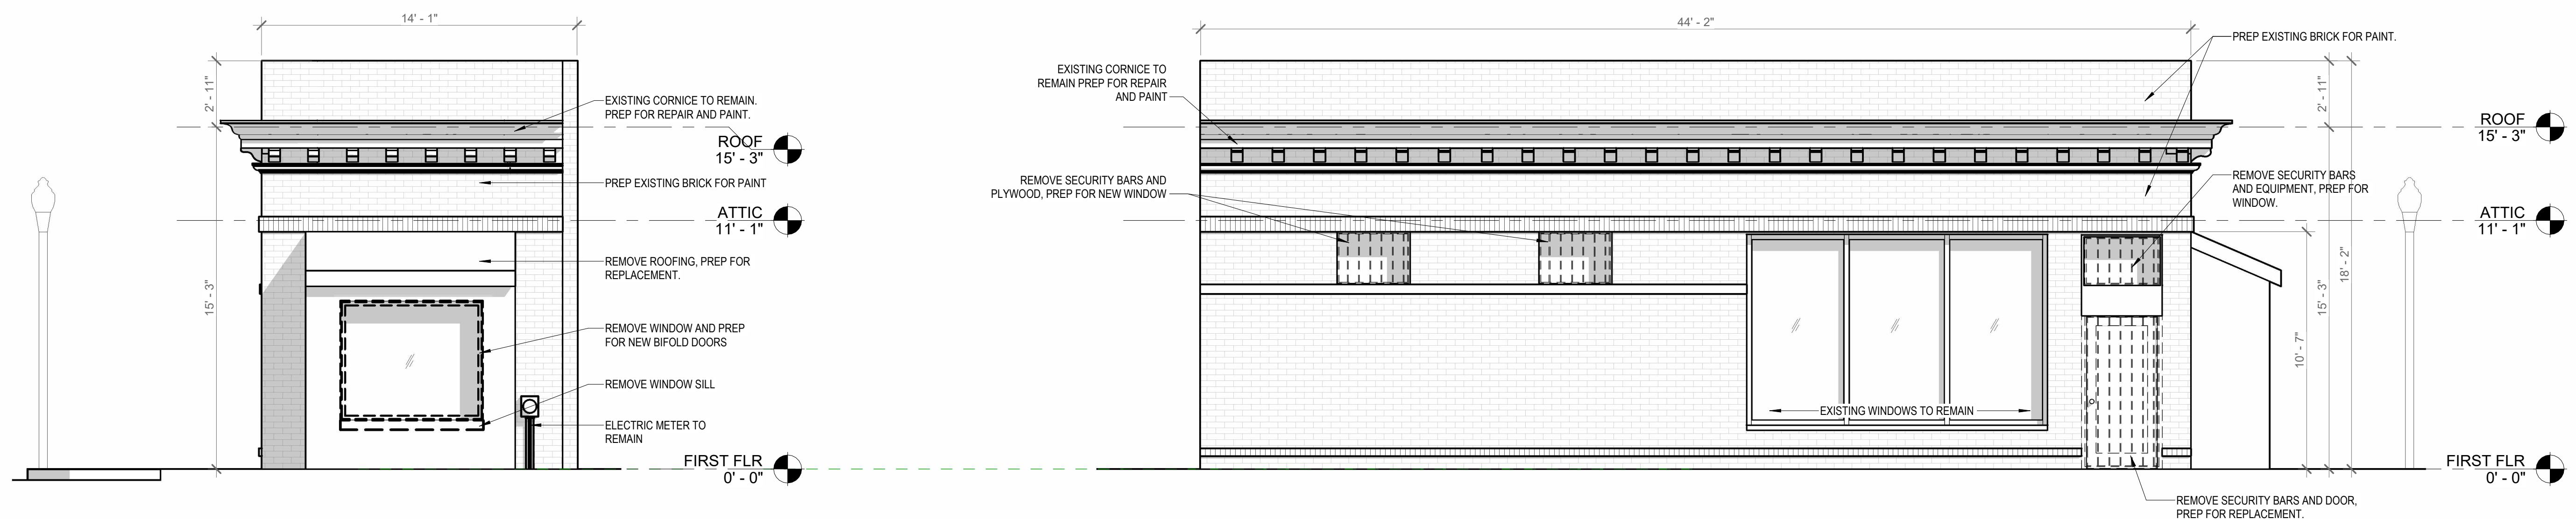 14' - 1"
2' - 11"
15' - 3"
EXISTING CORNICE TO REMAIN.
PREP FOR REPAIR AND PAINT.
ROOF
15' - 3"
PREP EXISTING BRICK FOR PAINT
ATTIC
11' - 1"
REMOVE ROOFING, PREP FOR
REPLACEMENT.
REMOVE WINDOW AND PREP
FOR NEW BIFOLD DOORS
REMOVE WINDOW SILL
ELECTRIC METER TO
REMAIN
FIRST FLR
0' - 0"
44' - 2"
EXISTING CORNICE TO
REMAIN PREP FOR REPAIR
AND PAINT
REMOVE SECURITY BARS AND
PLYWOOD, PREP FOR NEW WINDOW
EXISTING WINDOWS TO REMAIN
PREP EXISTING BRICK FOR PAINT.
REMOVE SECURITY BARS
AND EQUIPMENT, PREP FOR
WINDOW.
REMOVE SECURITY BARS AND DOOR,
PREP FOR REPLACEMENT.
10' - 7"
2' - 11"
15' - 3"
18' - 2"
ROOF
15' - 3"
ATTIC
11' - 1"
FIRST FLR
0' - 0"